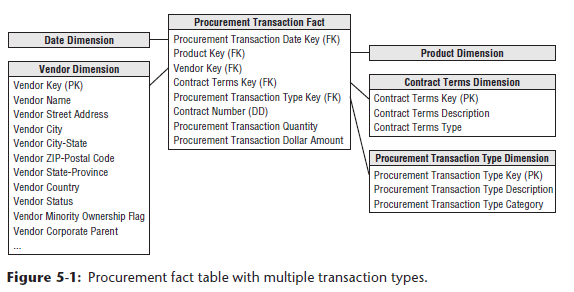 Procurement Transaction Fact
Procurement Transaction Date Key (FK)
Product Key (FK)
Vendor Key (FK)
Contract Terms Key (FK)
Procurement Transaction Type Key (FK)
Contract Number (DD)
Procurement Transaction Quantity
Procurement Transaction Dollar Amount
Date Dimension
Vendor Dimension
Vendor Key (PK)
Vendor Name
Vendor Street Address
Vendor City
Vendor City-State
Vendor ZIP-Postal Code
Vendor State-Province
Vendor Country
Vendor Status
Vendor Minority Ownership Flag
Vendor Corporate Parent
...
Product Dimension
Contract Terms Dimension
Contract Terms Key (PK)
Contract Terms Description
Contract Terms Type
Procurement Transaction Type Dimension
Procurement Transaction Type Key (PK)
Procurement Transaction Type Description
Procurement Transaction Type Category
Figure 5-1: Procurement fact table with multiple transaction types.